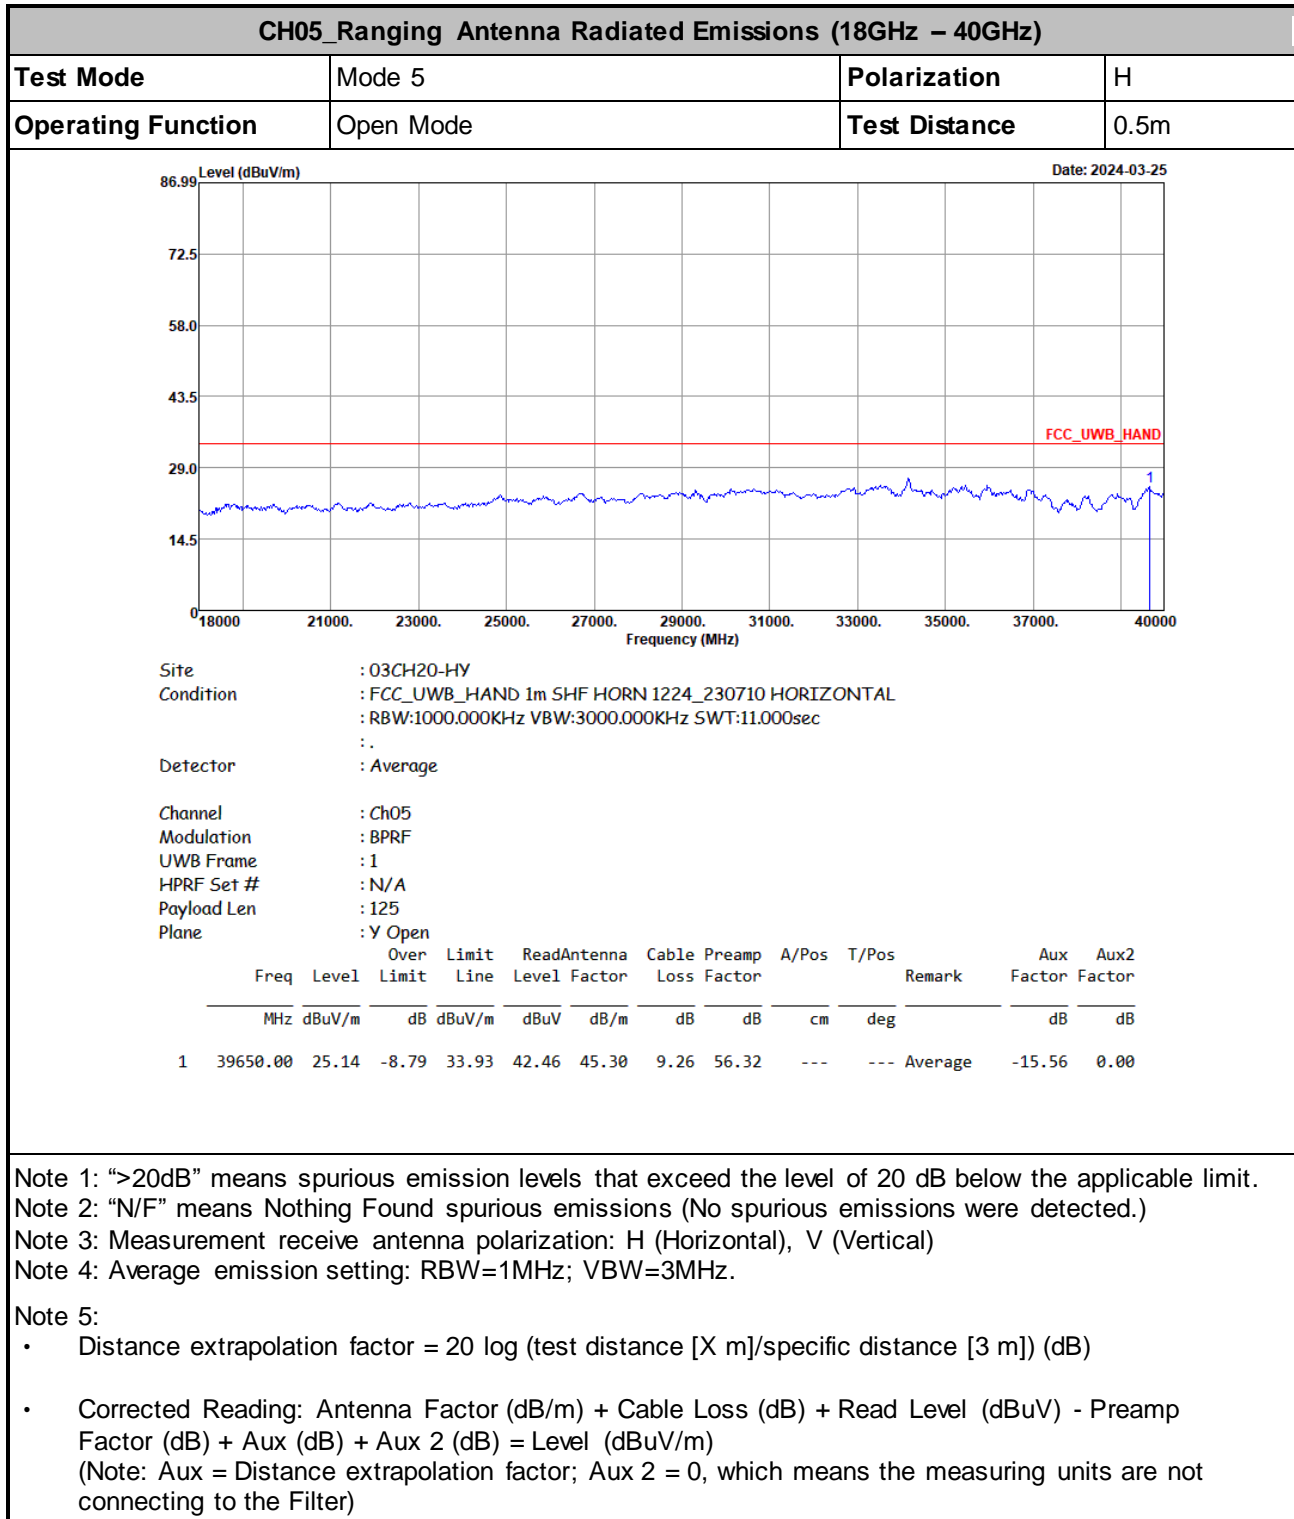 CH05_Ranging Antenna Radiated Emissions (18GHz – 40GHz)
Test Mode Mode 5 Polarization H
Operating Function Open Mode Test Distance 0.5m
Level (dBuV/m) Date: 2024-03-25
86.99
72.5
58.0
43.5
FCC_UWB_HAND
29.0
1
14.5
0
18000 21000. 23000. 25000. 27000. 29000. 31000. 33000. 35000. 37000. 40000
Frequency (MHz)
Site : 03CH20-HY
Condition : FCC_UWB_HAND 1m SHF HORN 1224_230710 HORIZONTAL
: RBW:1000.000KHz VBW:3000.000KHz SWT:11.000sec
: .
Detector : Average
Channel : Ch05
Modulation : BPRF
UWB Frame : 1
HPRF Set # : N/A
Payload Len : 125
Plane : Y Open
Over Limit ReadAntenna Cable Preamp A/Pos T/Pos Aux Aux2
Freq Level Limit Line Level Factor Loss Factor Remark Factor Factor
MHz dBuV/m dB dBuV/m dBuV dB/m dB dB cm deg dB dB
1 39650.00 25.14 -8.79 33.93 42.46 45.30 9.26 56.32 --- --- Average -15.56 0.00
Note 1: “>20dB” means spurious emission levels that exceed the level of 20 dB below the applicable limit.
Note 2: “N/F” means Nothing Found spurious emissions (No spurious emissions were detected.)
Note 3: Measurement receive antenna polarization: H (Horizontal), V (Vertical)
Note 4: Average emission setting: RBW=1MHz; VBW=3MHz.
Note 5:
• Distance extrapolation factor = 20 log (test distance [X m]/specific distance [3 m]) (dB)
• Corrected Reading: Antenna Factor (dB/m) + Cable Loss (dB) + Read Level (dBuV) - Preamp
Factor (dB) + Aux (dB) + Aux 2 (dB) = Level (dBuV/m)
(Note: Aux = Distance extrapolation factor; Aux 2 = 0, which means the measuring units are not
connecting to the Filter)